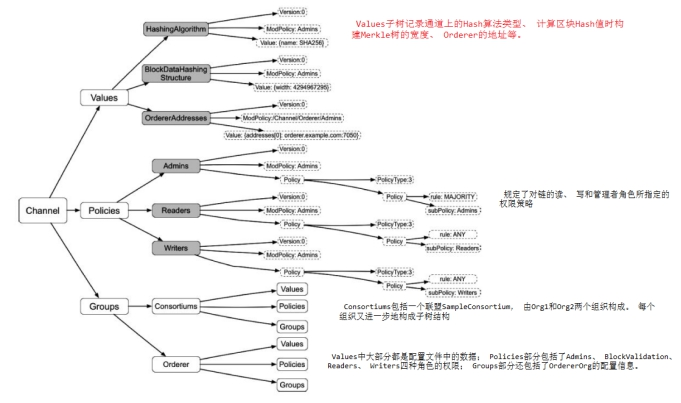 Version:0
HashingAlgorithm
ModPolicy: Admins
Value: {name: SHA256}
Values子树记录通道上的Hash算法类型、 计算区块Hash值时构
建Merkle树的宽度、 Orderer的地址等。
Version:0
BlockDataHashing
Structure
ModPolicy: Admins
Value: {width: 4294967295}
Values
Version:0
OrdererAddresses
ModPolicy:/Channel/Orderer/Admins
Value: {addresses[0]: orderer.example.com:7050}
Version:0
Admins
ModPolicy: Admins
Policy
PolicyType:3
Policy
rule: MAJORITY
subPolicy: Admins
规定了对链的读、 写和管理者角色所指定的
权限策略
Channel
Policies
Version:0
Readers
ModPolicy: Admins
Policy
PolicyType:3
Policy
rule: ANY
subPolicy: Readers
Version:0
Writers
ModPolicy: Admins
Policy
PolicyType:3
Policy
rule: ANY
subPolicy: Writers
Groups
Consortiums
Values
Policies
Groups
Consortiums包括一个联盟SampleConsortium， 由Org1和Org2两个组织构成。 每个
组织又进一步地构成子树结构
Orderer
Values
Policies
Groups
Values中大部分都是配置文件中的数据； Policies部分包括了Admins、 BlockValidation、
Readers、 Writers四种角色的权限； Groups部分还包括了OrdererOrg的配置信息。